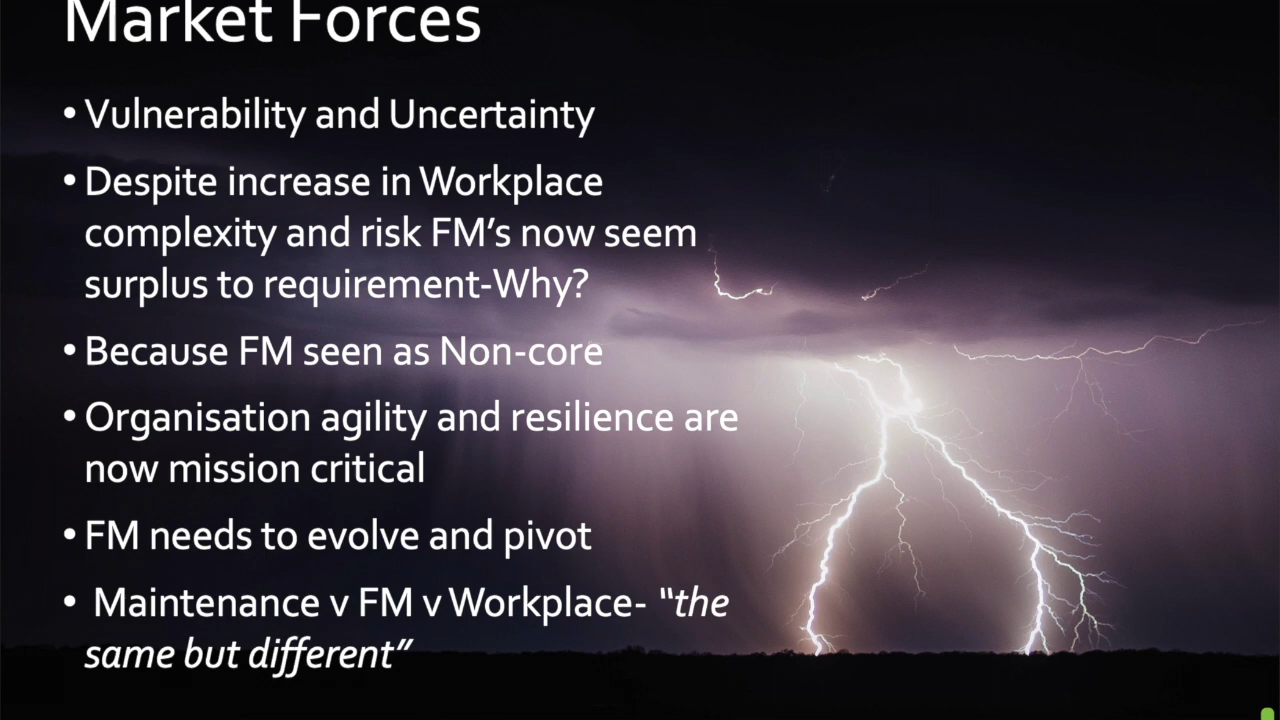 Market Forces
• Vulnerability and Uncertainty
• Despite increase in Workplace
complexity and risk FM’s now seem
surplus to requirement-Why?
• Because FM seen as Non-core
• Organisation agility and resilience are
now mission critical
• FM needs to evolve and pivot
• Maintenance v FM v Workplace- “the
same but different”